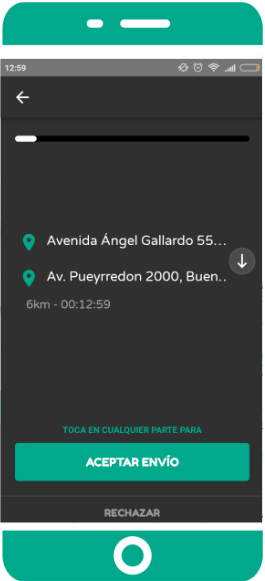 12:59
Avenida Ángel Gallardo 55...
Av. Pueyrredon 2000, Buen..
6km - 00:12:59
TOCA EN CUALQUIER PARTE PARA
ACEPTAR ENVÍO
RECHAZAR